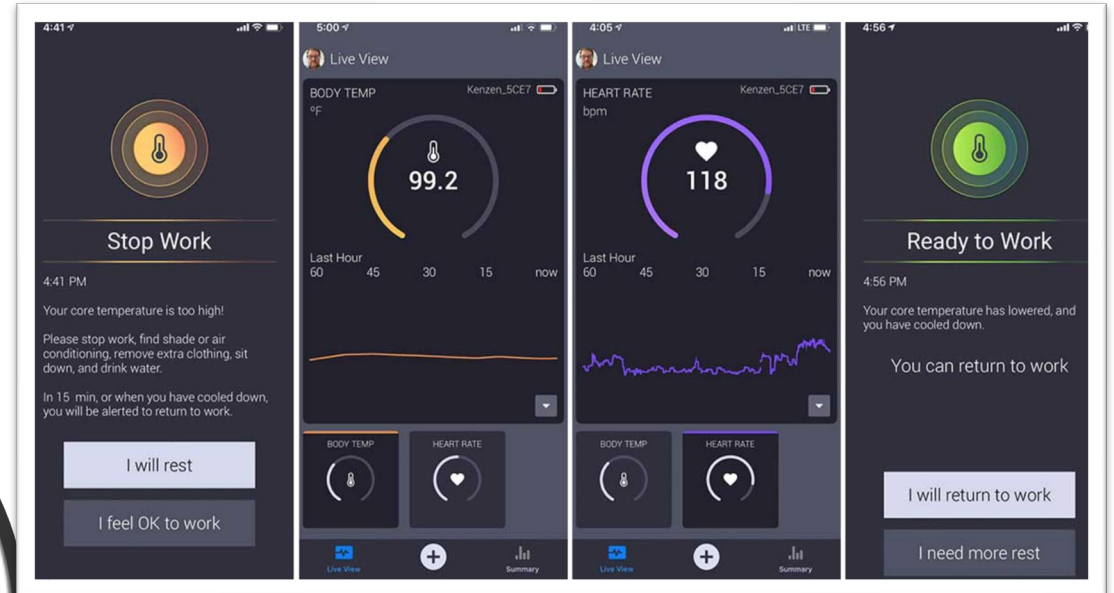 4:41
Stop Work
4:41 PM
Your core temperature is too high!
Please stop work, find shade or air
conditioning, remove extra clothing, sit
down, and drink water.
In 15 min, or when you have cooled down,
you will be alerted to return to work.
I will rest
I feel OK to work
5:00
Live View
BODY TEMP
Kenzen_5CE7
°F
99.2
Last Hour
60 45 30 15 now
BODY TEMP
HEART RATE
Live View
Summary
4:05
LTE
Live View
HEART RATE
Kenzen_5CE7
bpm
118
Last Hour
60 45 30 15 now
BODY TEMP
HEART RATE
Live View
Summary
4:56
Ready to Work
4:56 PM
Your core temperature has lowered, and
you have cooled down.
You can return to work
I will return to work
I need more rest